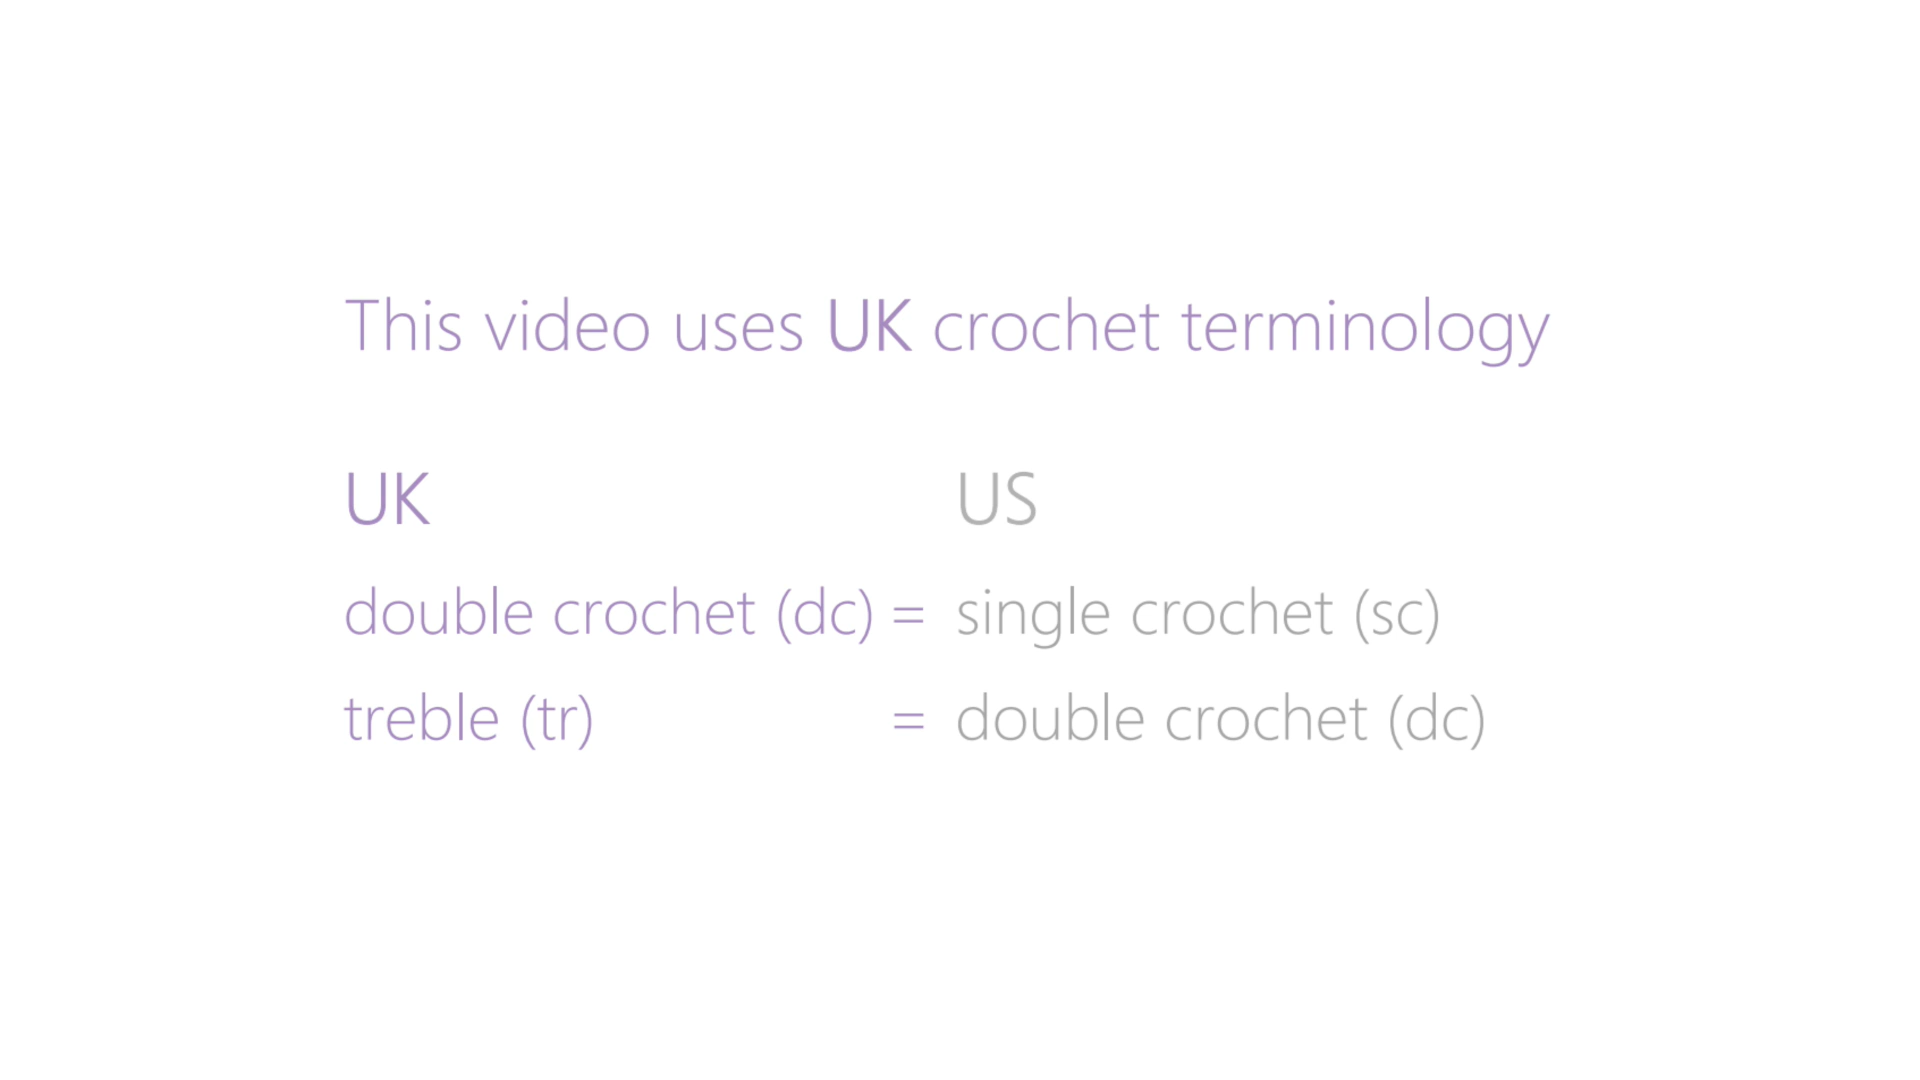 This video uses UK crochet terminology
UK US
double crochet (dc) = single crochet (sc)
treble (tr) = double crochet (dc)